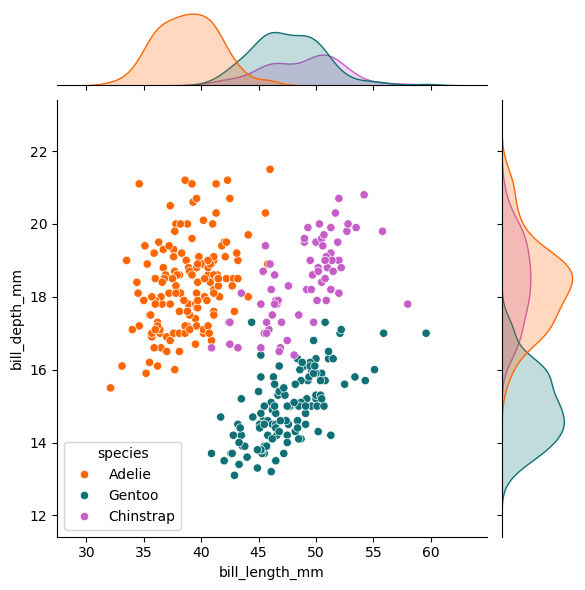 22
20
18
16
14
12
bill_depth_mm
species
Adelie
Gentoo
Chinstrap
30 35 40 45 50 55 60
bill_length_mm